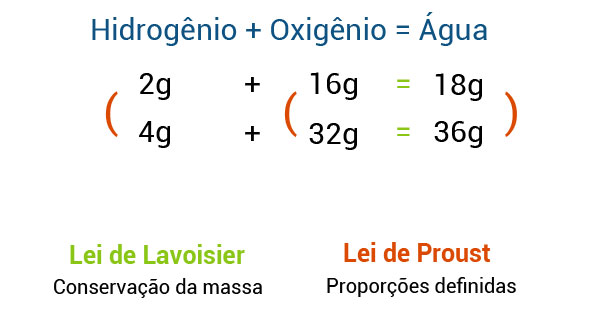 Hidrogênio + Oxigênio = Água
2g + 16g = 18g
( ( )
4g + 32g = 36g
Lei de Lavoisier
Conservação da massa
Lei de Proust
Proporções definidas